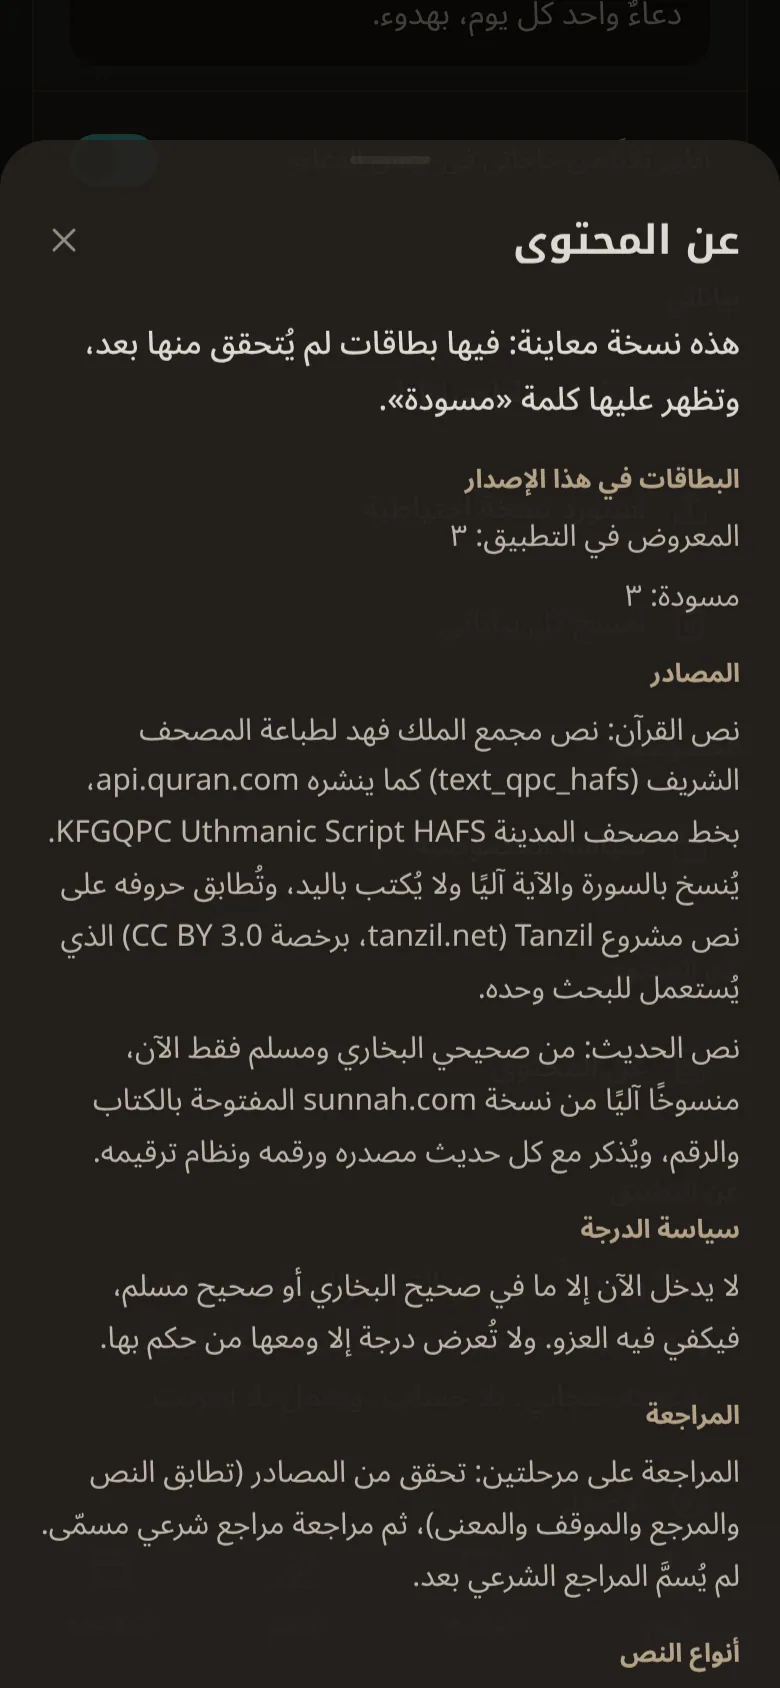 دعاءٌ واحد كل يوم، بهدوء.
عن المحتوى
هذه نسخة معاينة: فيها بطاقات لم يُتحقق منها بعد،
وتظهر عليها كلمة «مسودة».
البطاقات في هذا الإصدار
المعروض في التطبيق: ٣
مسودة: ٣
المصادر
نص القرآن: نص مجمع الملك فهد لطباعة المصحف
الشريف (text_qpc_hafs) كما ينشره api.quran.com،
بخط مصحف المدينة KFGQPC Uthmanic Script HAFS.
يُنسخ بالسورة والآية آليًا ولا يُكتب باليد، وتُطابق حروفه على
نص مشروع Tanzil (tanzil.net، برخصة CC BY 3.0) الذي
يُستعمل للبحث وحده.
نص الحديث: من صحيحي البخاري ومسلم فقط الآن،
منسوخًا آليًا من نسخة sunnah.com المفتوحة بالكتاب
والرقم، ويُذكر مع كل حديث مصدره ورقمه ونظام ترقيمه.
سياسة الدرجة
لا يدخل الآن إلا ما في صحيح البخاري أو صحيح مسلم،
فيكفي فيه العزو. ولا تُعرض درجة إلا ومعها من حكم بها.
المراجعة
المراجعة على مرحلتين: تحقق من المصادر (تطابق النص
والمرجع والموقف والمعنى)، ثم مراجعة مراجع شرعي مسمّى.
لم يُسمَّ المراجع الشرعي بعد.
أنواع النص